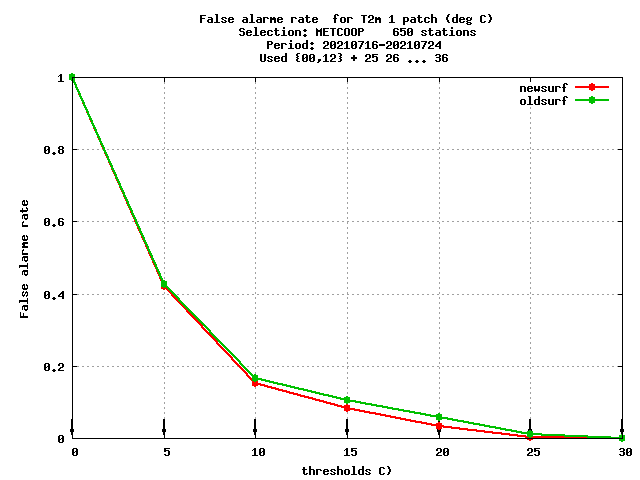 False alarme rate  for T2m 1 patch (deg C)
Selection: METCOOP    650 stations
Period: 20210716-20210724
Used {00,12} + 25 26 ... 36
newsurf
oldsurf
1
0.8
0.6
0.4
0.2
0
False alarme rate
0 5 10 15 20 25 30
thresholds C)